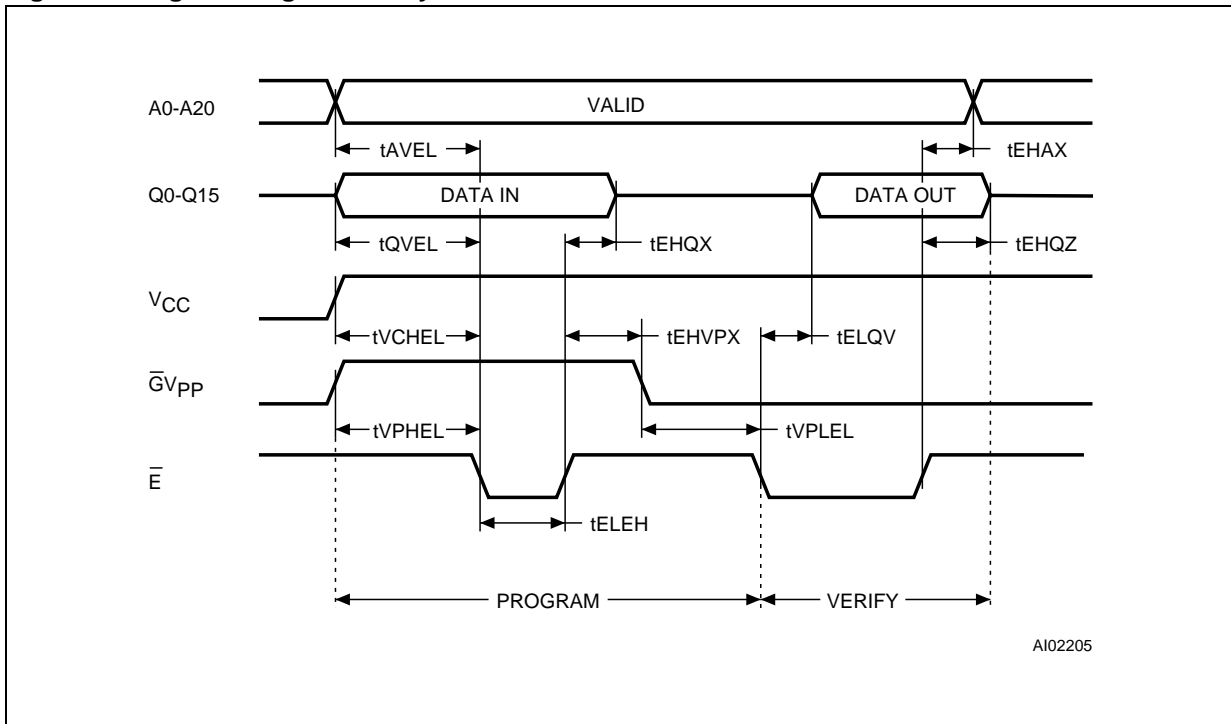 A0-A20
VALID
tAVEL
tEHAX
Q0-Q15
DATA IN
DATA OUT
tQVEL
tEHQX
tEHQZ
VCC
tVCHEL
tEHVPX
tELQV
G̅VPP
tVPHEL
tVPLEL
E̅
tELEH
PROGRAM
VERIFY
AI02205